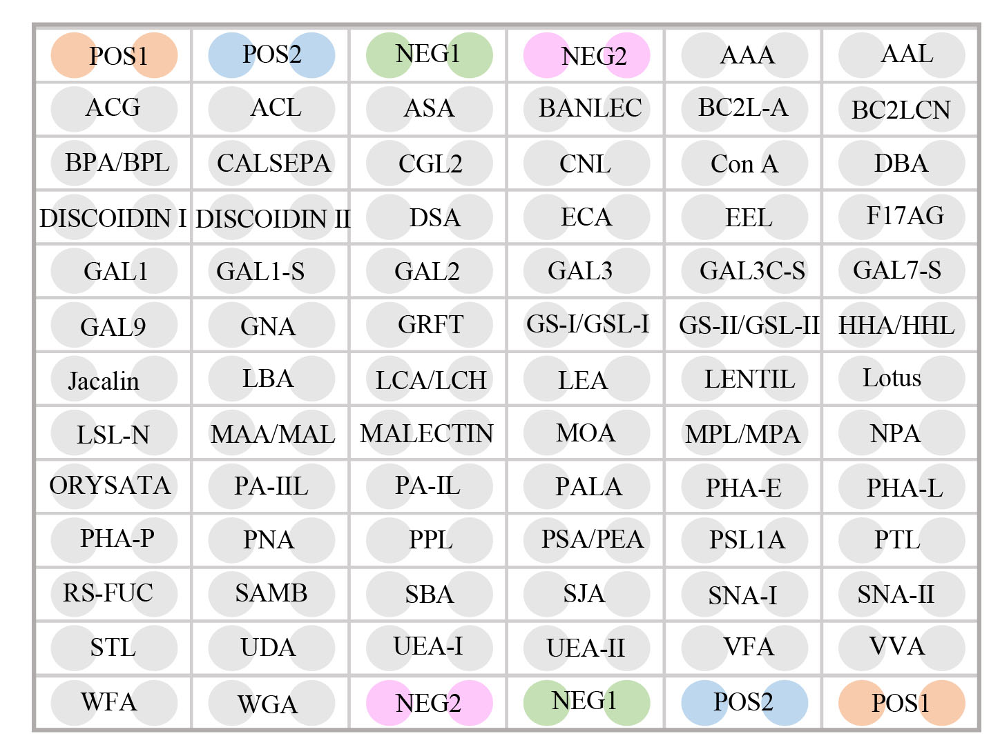 POS1 POS2 NEG1 NEG2 AAA AAL
ACG ACL ASA BANLEC BC2L-A BC2LCN
BPA/BPL CALSEPA CGL2 CNL Con A DBA
DISCOIDIN I DISCOIDIN II DSA ECA EEL F17AG
GAL1 GAL1-S GAL2 GAL3 GAL3C-S GAL7-S
GAL9 GNA GRFT GS-I/GSL-I GS-II/GSL-II HHA/HHL
Jacalin LBA LCA/LCH LEA LENTIL Lotus
LSL-N MAA/MAL MALECTIN MOA MPL/MPA NPA
ORYSATA PA-IIL PA-IL PALA PHA-E PHA-L
PHA-P PNA PPL PSA/PEA PSL1A PTL
RS-FUC SAMB SBA SJA SNA-I SNA-II
STL UDA UEA-I UEA-II VFA VVA
WFA WGA NEG2 NEG1 POS2 POS1